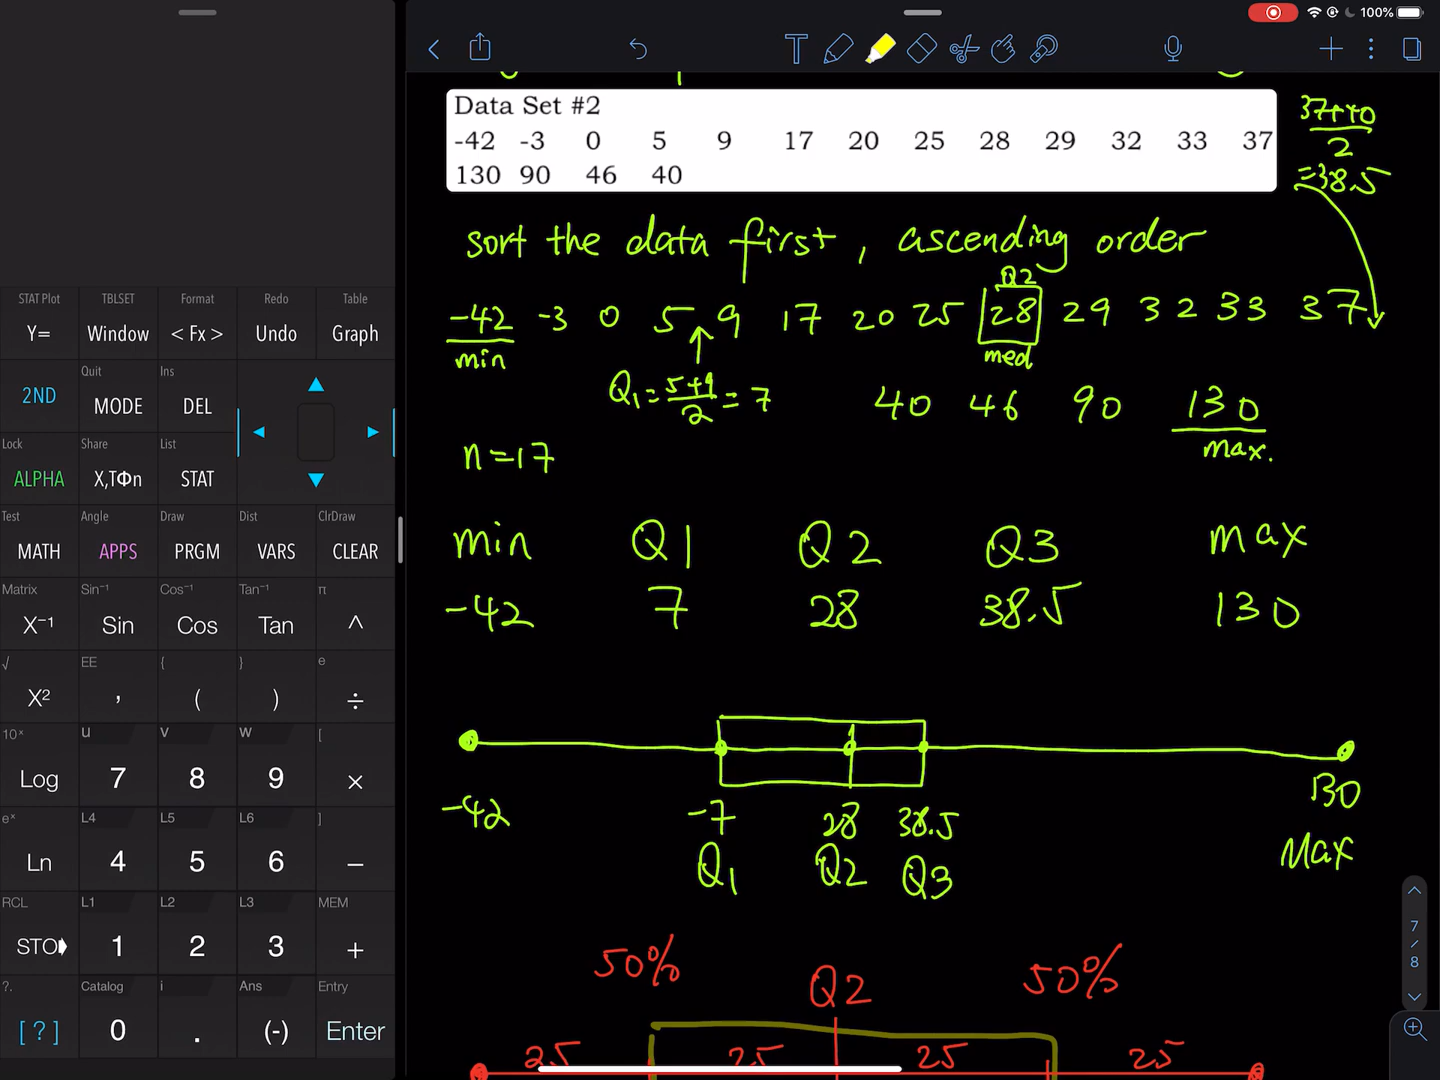 100%
Data Set #2
-42 -3 0 5 9 17 20 25 28 29 32 33 37
130 90 46 40
37+40
2
=38.5
sort the data first, ascending order
Q2
-42 -3 0 5 9 17 20 25 28 29 32 33 37
min med
Q1 = 5+9 = 7
2
40 46 90 130
max.
n=17
min Q1 Q2 Q3 max
-42 7 28 38.5 130
-42 -7 28 38.5 130
Q1 Q2 Q3 Max
50% Q2 50%
25 25 25 25
7
/
8
STAT Plot TBLSET Format Redo Table
Y= Window < Fx > Undo Graph
Quit Ins
2ND MODE DEL
Lock Share List
ALPHA X,TΦn STAT
Test Angle Draw Dist ClrDraw
MATH APPS PRGM VARS CLEAR
Matrix Sin⁻¹ Cos⁻¹ Tan⁻¹ π
X⁻¹ Sin Cos Tan ^
√ EE { } e
X² , ( ) ÷
10ˣ u V W [
Log 7 8 9 ×
eˣ L4 L5 L6 ]
Ln 4 5 6 −
RCL L1 L2 L3 MEM
STO 1 2 3 +
?. Catalog i Ans Entry
[ ? ] 0 . (-) Enter